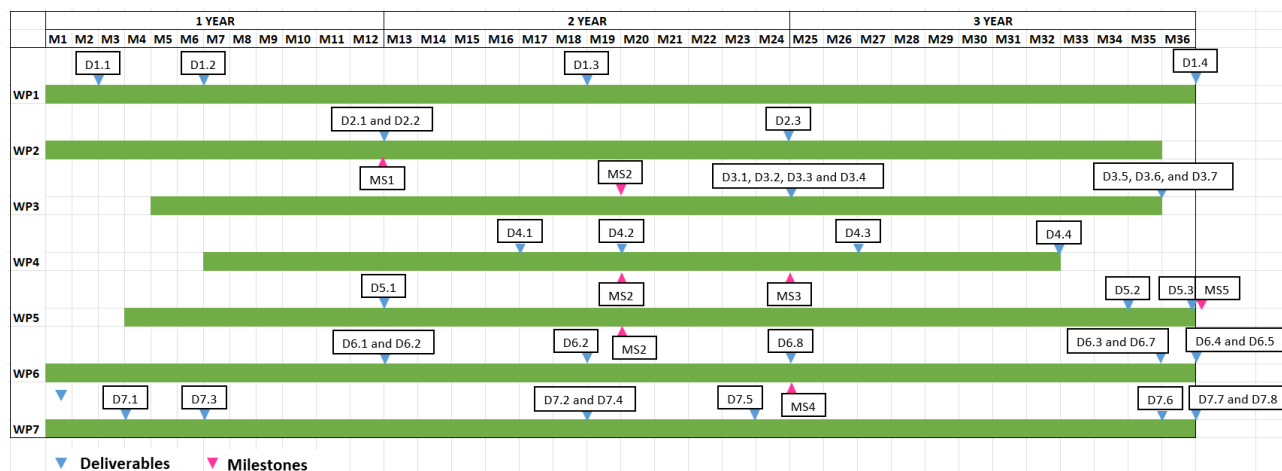 1 YEAR 2 YEAR 3 YEAR
M1 M2 M3 M4 M5 M6 M7 M8 M9 M10 M11 M12 M13 M14 M15 M16 M17 M18 M19 M20 M21 M22 M23 M24 M25 M26 M27 M28 M29 M30 M31 M32 M33 M34 M35 M36
D1.1 D1.2 D1.3 D1.4
WP1
D2.1 and D2.2 D2.3
WP2
MS1 MS2 D3.1, D3.2, D3.3 and D3.4 D3.5, D3.6, and D3.7
WP3
D4.1 D4.2 D4.3 D4.4
WP4
MS2 MS3
D5.1 D5.2 D5.3 MS5
WP5
D6.1 and D6.2 D6.2 MS2 D6.8 D6.3 and D6.7 D6.4 and D6.5
WP6
D7.1 D7.3 D7.2 and D7.4 D7.5 MS4 D7.6 D7.7 and D7.8
WP7
Deliverables Milestones